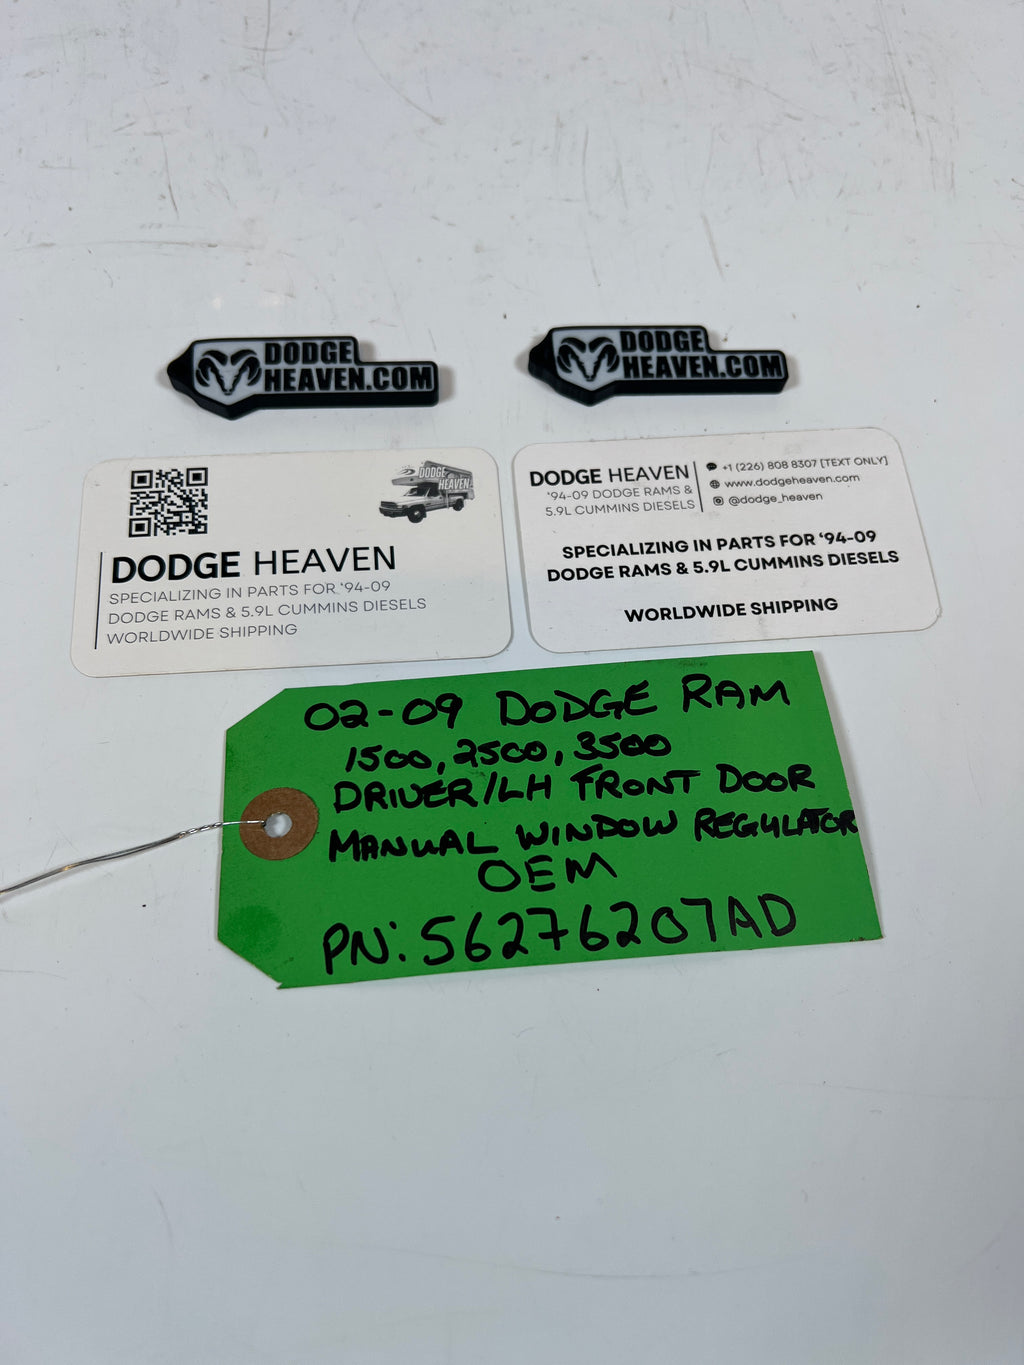 DODGE
HEAVEN.COM
DODGE
HEAVEN.COM
DODGE
HEAVEN
DODGE HEAVEN
SPECIALIZING IN PARTS FOR '94-09
DODGE RAMS & 5.9L CUMMINS DIESELS
WORLDWIDE SHIPPING
DODGE HEAVEN
'94-09 DODGE RAMS &
5.9L CUMMINS DIESELS
+1 (226) 808 8307 [TEXT ONLY]
www.dodgeheaven.com
@dodge_heaven
SPECIALIZING IN PARTS FOR '94-09
DODGE RAMS & 5.9L CUMMINS DIESELS
WORLDWIDE SHIPPING
02-09 DODGE RAM
1500, 2500, 3500
DRIVER/LH FRONT DOOR
MANUAL WINDOW REGULATOR
OEM
PN: 56276207AD